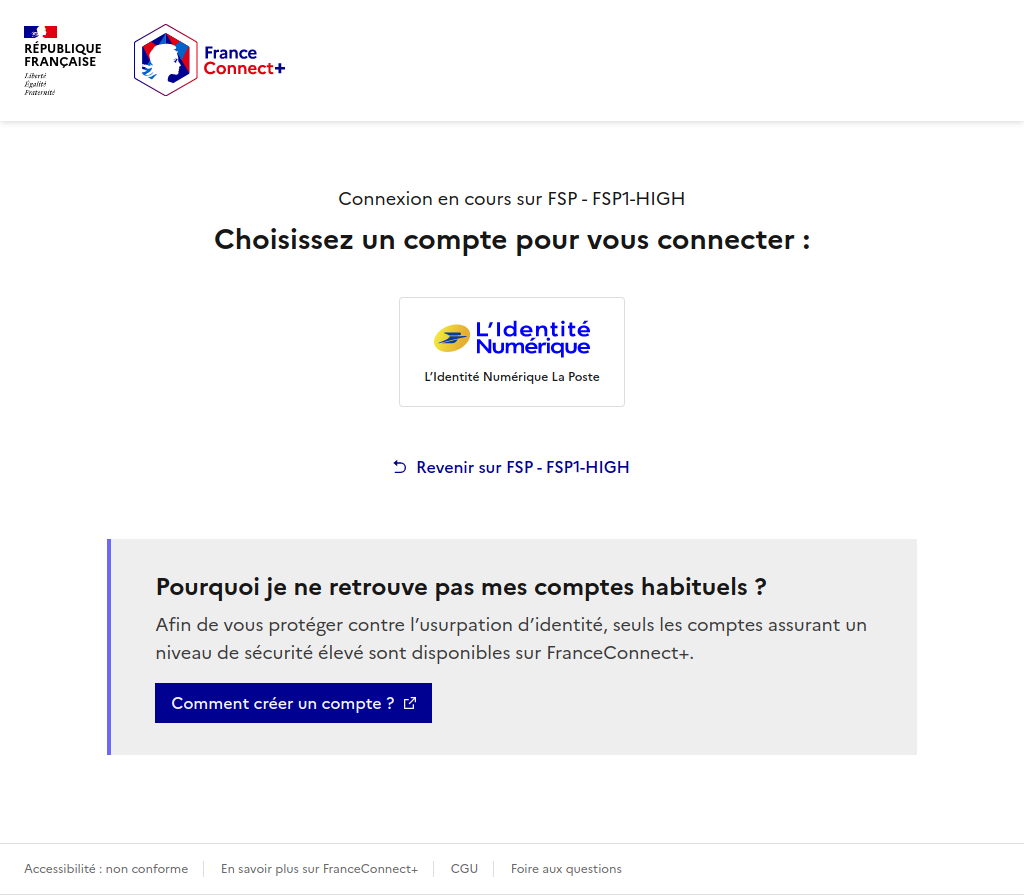 RÉPUBLIQUE
FRANÇAISE
Liberté
Égalité
Fraternité
France
Connect+
Connexion en cours sur FSP - FSP1-HIGH
Choisissez un compte pour vous connecter :
L’Identité
Numérique
L’Identité Numérique La Poste
Revenir sur FSP - FSP1-HIGH
Pourquoi je ne retrouve pas mes comptes habituels ?
Afin de vous protéger contre l’usurpation d’identité, seuls les comptes assurant un
niveau de sécurité élevé sont disponibles sur FranceConnect+.
Comment créer un compte ?
Accessibilité : non conforme
En savoir plus sur FranceConnect+
CGU
Foire aux questions